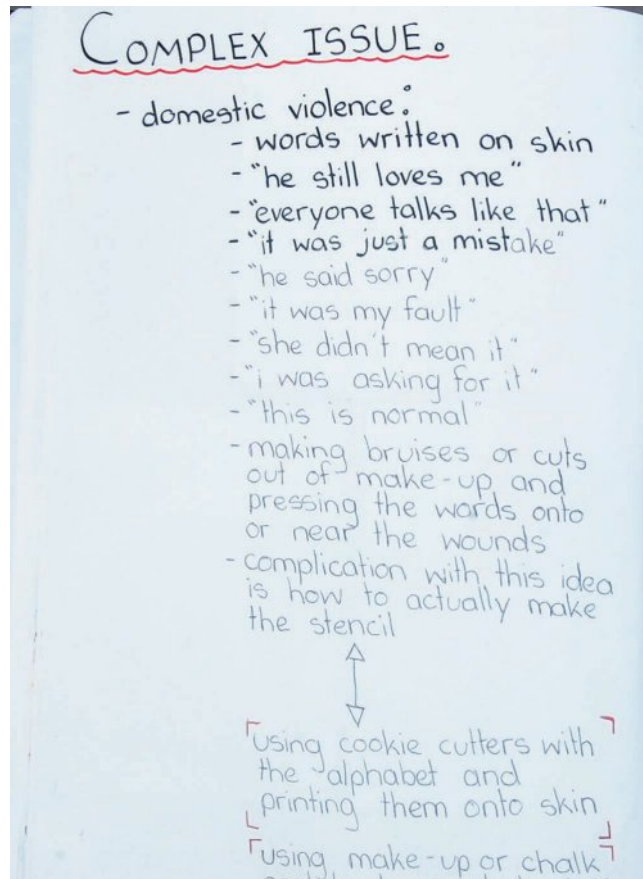 COMPLEX ISSUE.
- domestic violence:
- words written on skin
- "he still loves me"
- "everyone talks like that"
- "it was just a mistake"
- "he said sorry"
- "it was my fault"
- "she didn't mean it"
- "i was asking for it"
- "this is normal"
- making bruises or cuts
out of make-up and
pressing the words onto
or near the wounds
- complication with this idea
is how to actually make
the stencil
using cookie cutters with
the alphabet and
printing them onto skin
using make-up or chalk